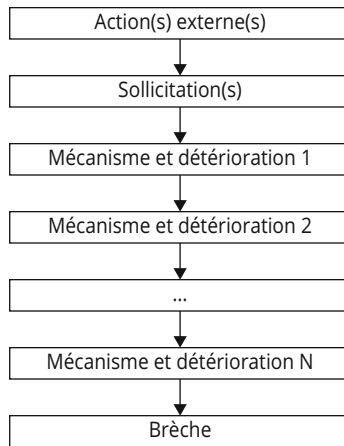 Action(s) externe(s)
Sollicitation(s)
Mécanisme et détérioration 1
Mécanisme et détérioration 2
...
Mécanisme et détérioration N
Brèche